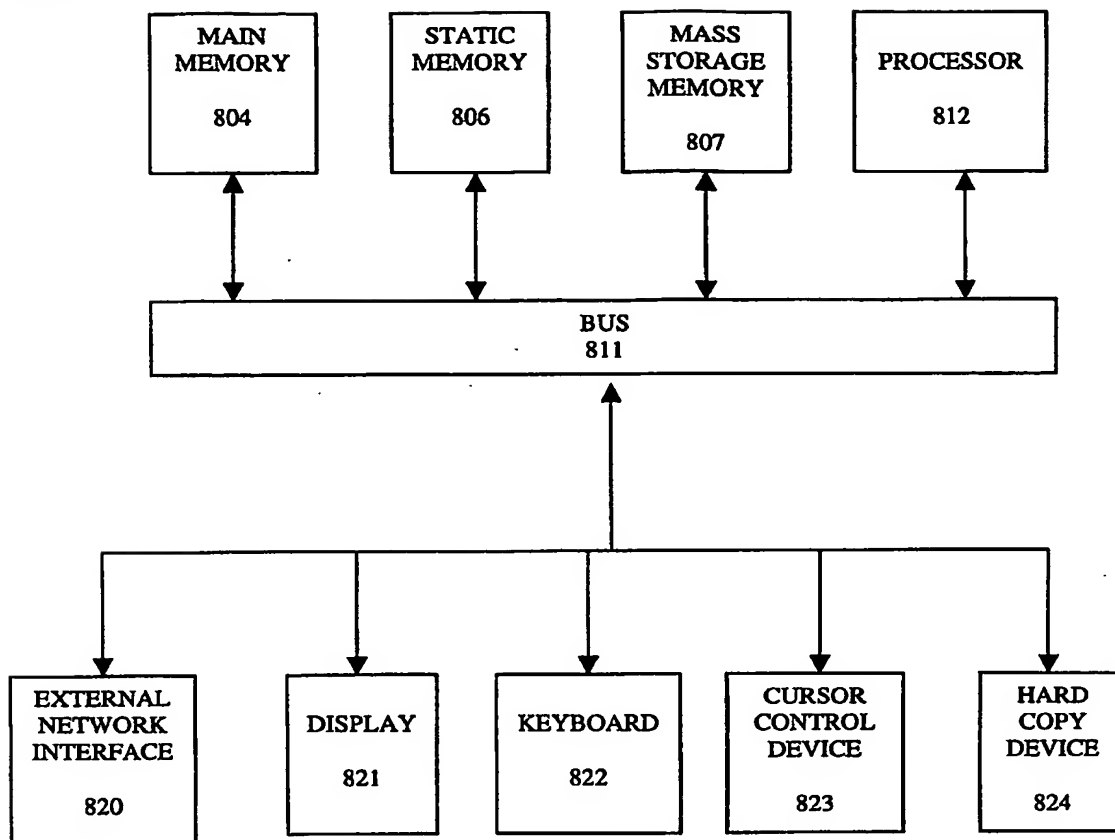 MAIN
MEMORY
804
STATIC
MEMORY
806
MASS
STORAGE
MEMORY
807
PROCESSOR
812
BUS
811
EXTERNAL
NETWORK
INTERFACE
820
DISPLAY
821
KEYBOARD
822
CURSOR
CONTROL
DEVICE
823
HARD
COPY
DEVICE
824